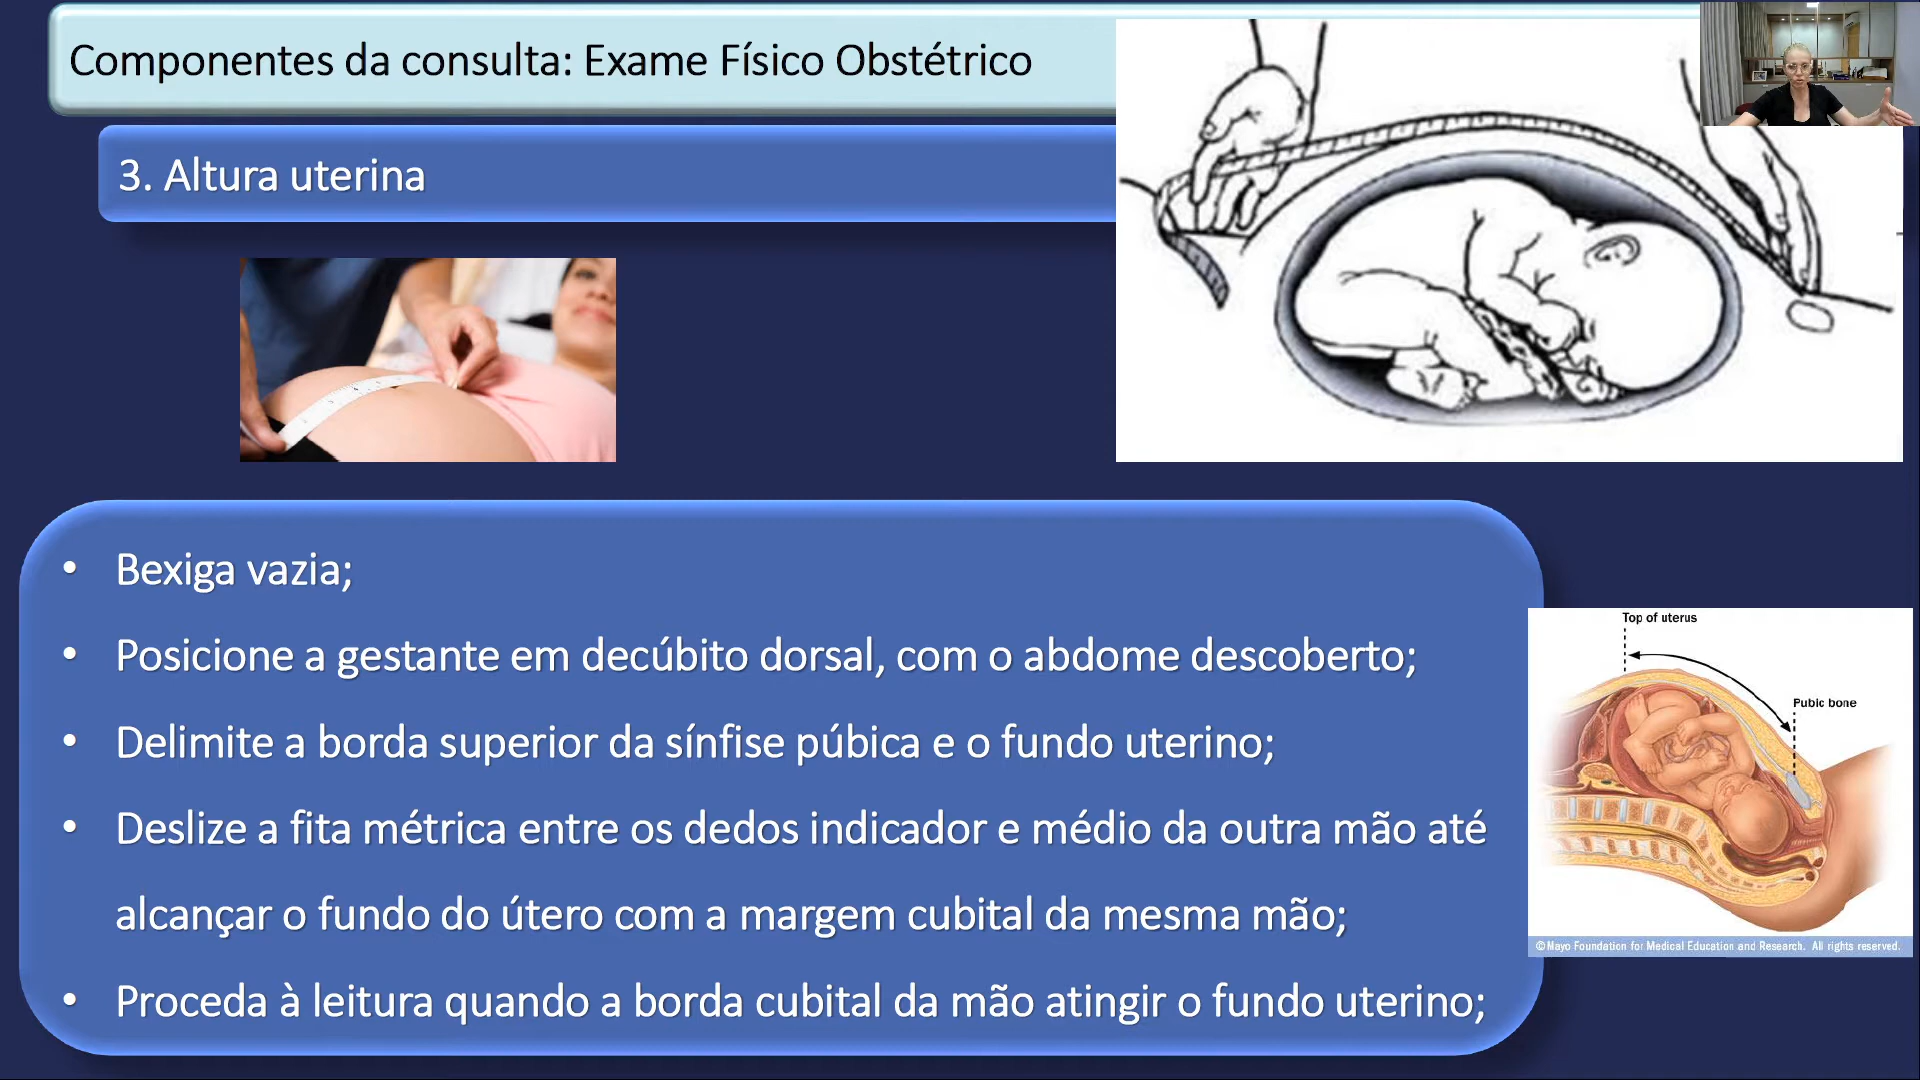 Componentes da consulta: Exame Físico Obstétrico
3. Altura uterina
• Bexiga vazia;
• Posicione a gestante em decúbito dorsal, com o abdome descoberto;
• Delimite a borda superior da sínfise púbica e o fundo uterino;
• Deslize a fita métrica entre os dedos indicador e médio da outra mão até
alcançar o fundo do útero com a margem cubital da mesma mão;
• Proceda à leitura quando a borda cubital da mão atingir o fundo uterino;
Top of uterus
Pubic bone
©Mayo Foundation for Medical Education and Research. All rights reserved.